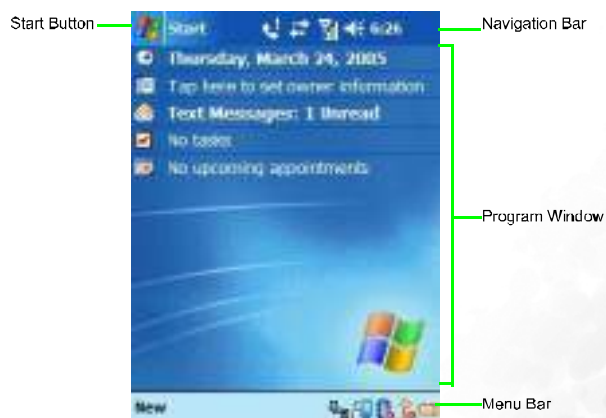 Start Button
Start 6:26
Navigation Bar
Thursday, March 24, 2005
Tap here to set owner information
Text Messages: 1 Unread
No tasks
No upcoming appointments
Program Window
New
Menu Bar